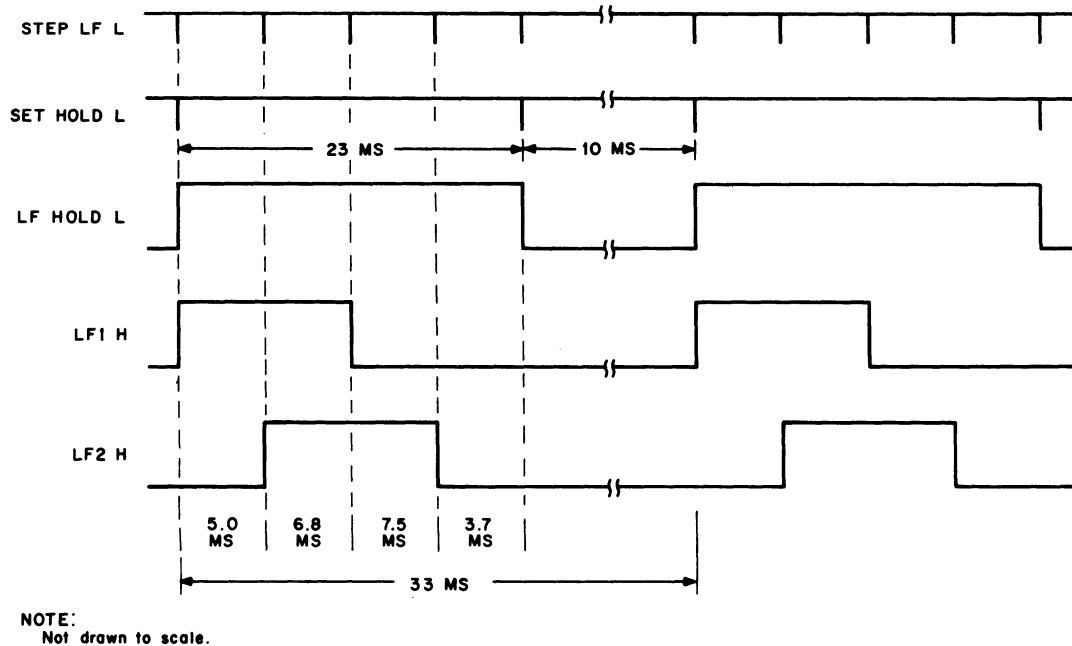 STEP LF L
SET HOLD L
23 MS
10 MS
LF HOLD L
LF1 H
LF2 H
5.0 MS
6.8 MS
7.5 MS
3.7 MS
33 MS
NOTE:
Not drawn to scale.